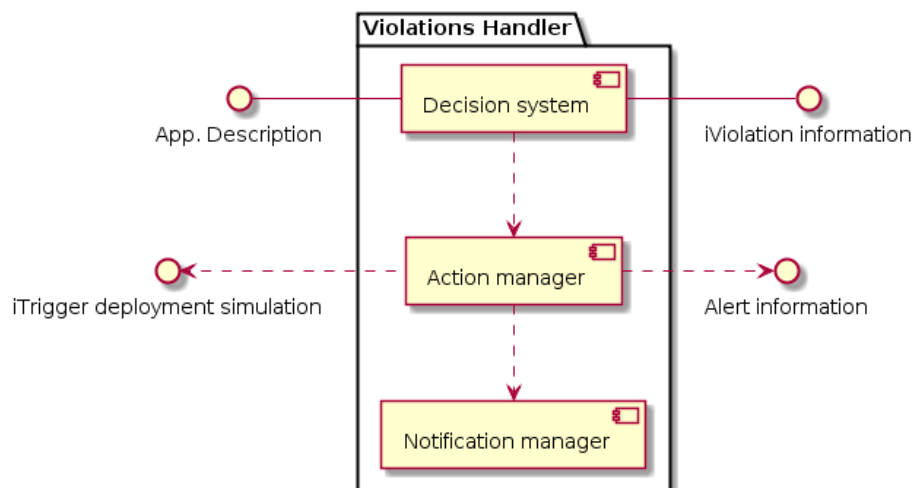 Violations Handler
Decision system
App. Description
iViolation information
Action manager
iTrigger deployment simulation
Alert information
Notification manager